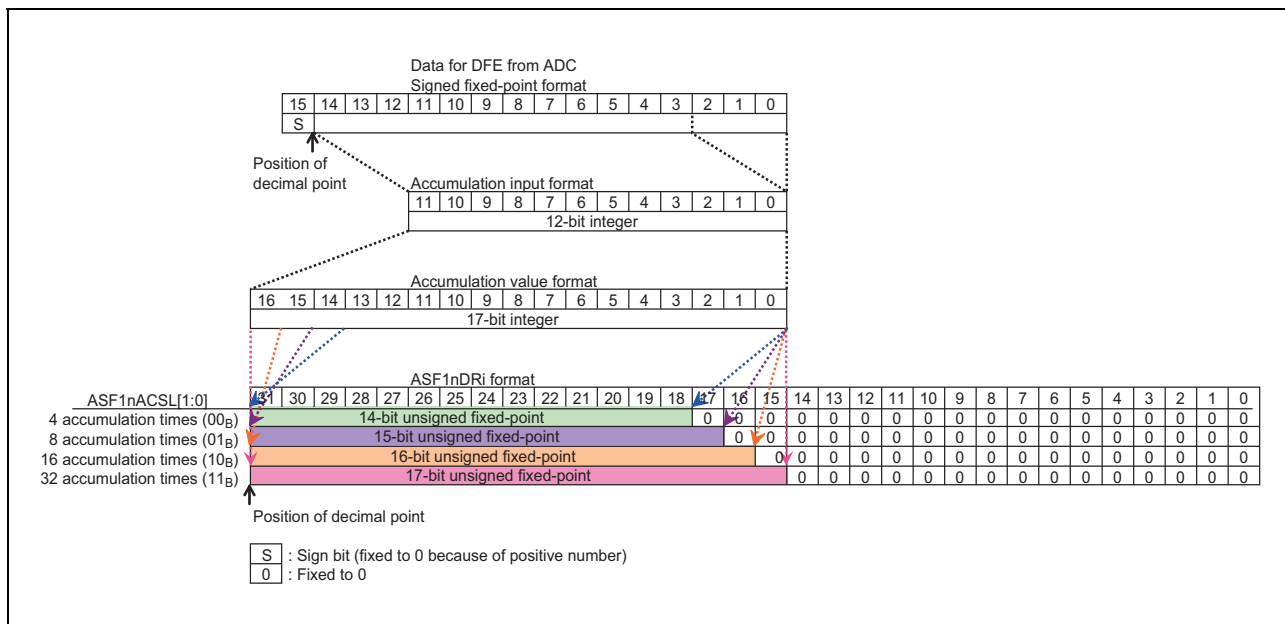 Data for DFE from ADC
Signed fixed-point format
15 14 13 12 11 10 9 8 7 6 5 4 3 2 1 0
S
Position of
decimal point
Accumulation input format
11 10 9 8 7 6 5 4 3 2 1 0
12-bit integer
Accumulation value format
16 15 14 13 12 11 10 9 8 7 6 5 4 3 2 1 0
17-bit integer
ASF1nDRi format
ASF1nACSL[1:0] 31 30 29 28 27 26 25 24 23 22 21 20 19 18 17 16 15 14 13 12 11 10 9 8 7 6 5 4 3 2 1 0
4 accumulation times (00B) 14-bit unsigned fixed-point 0 0 0 0 0 0 0 0 0 0 0 0 0 0 0 0 0 0
8 accumulation times (01B) 15-bit unsigned fixed-point 0 0 0 0 0 0 0 0 0 0 0 0 0 0 0 0 0
16 accumulation times (10B) 16-bit unsigned fixed-point 0 0 0 0 0 0 0 0 0 0 0 0 0 0 0 0
32 accumulation times (11B) 17-bit unsigned fixed-point 0 0 0 0 0 0 0 0 0 0 0 0 0 0 0
Position of decimal point
S : Sign bit (fixed to 0 because of positive number)
0 : Fixed to 0